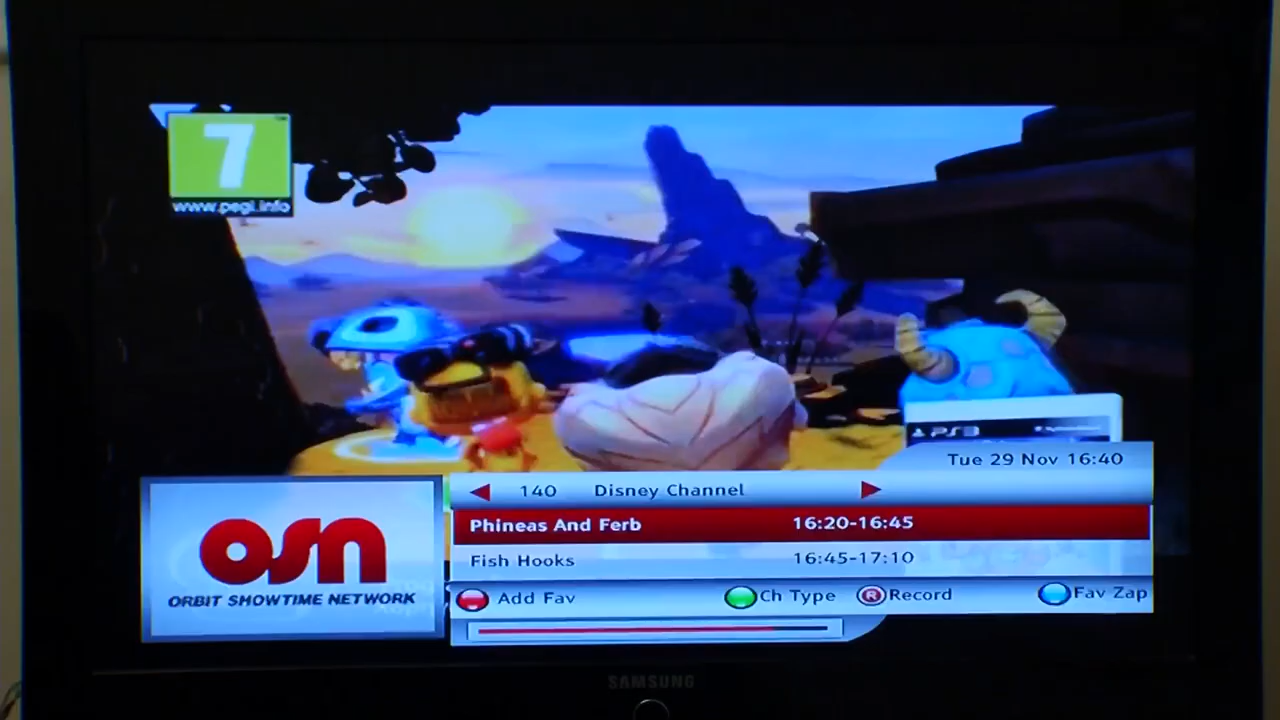 7
www.pegi.info
PS3
Tue 29 Nov 16:40
140 Disney Channel
Phineas And Ferb 16:20-16:45
Fish Hooks 16:45-17:10
osn
ORBIT SHOWTIME NETWORK
Add Fav Ch Type R Record Fav Zap
SAMSUNG